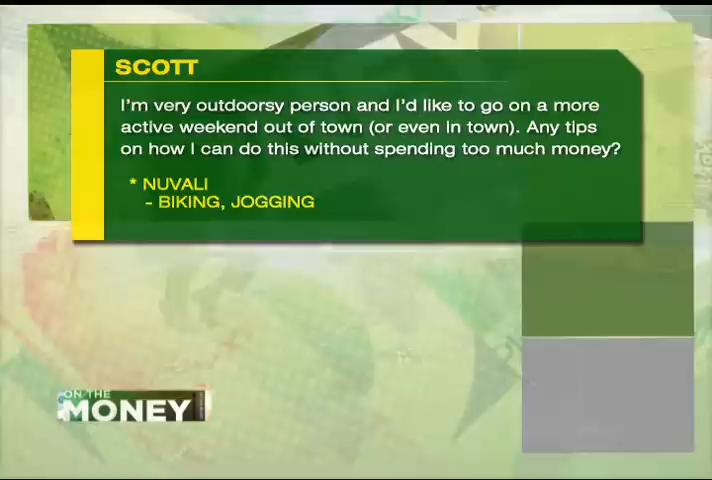 SCOTT
I'm very outdoorsy person and I'd like to go on a more
active weekend out of town (or even in town). Any tips
on how I can do this without spending too much money?
* NUVALI
- BIKING, JOGGING
ON THE
MONEY